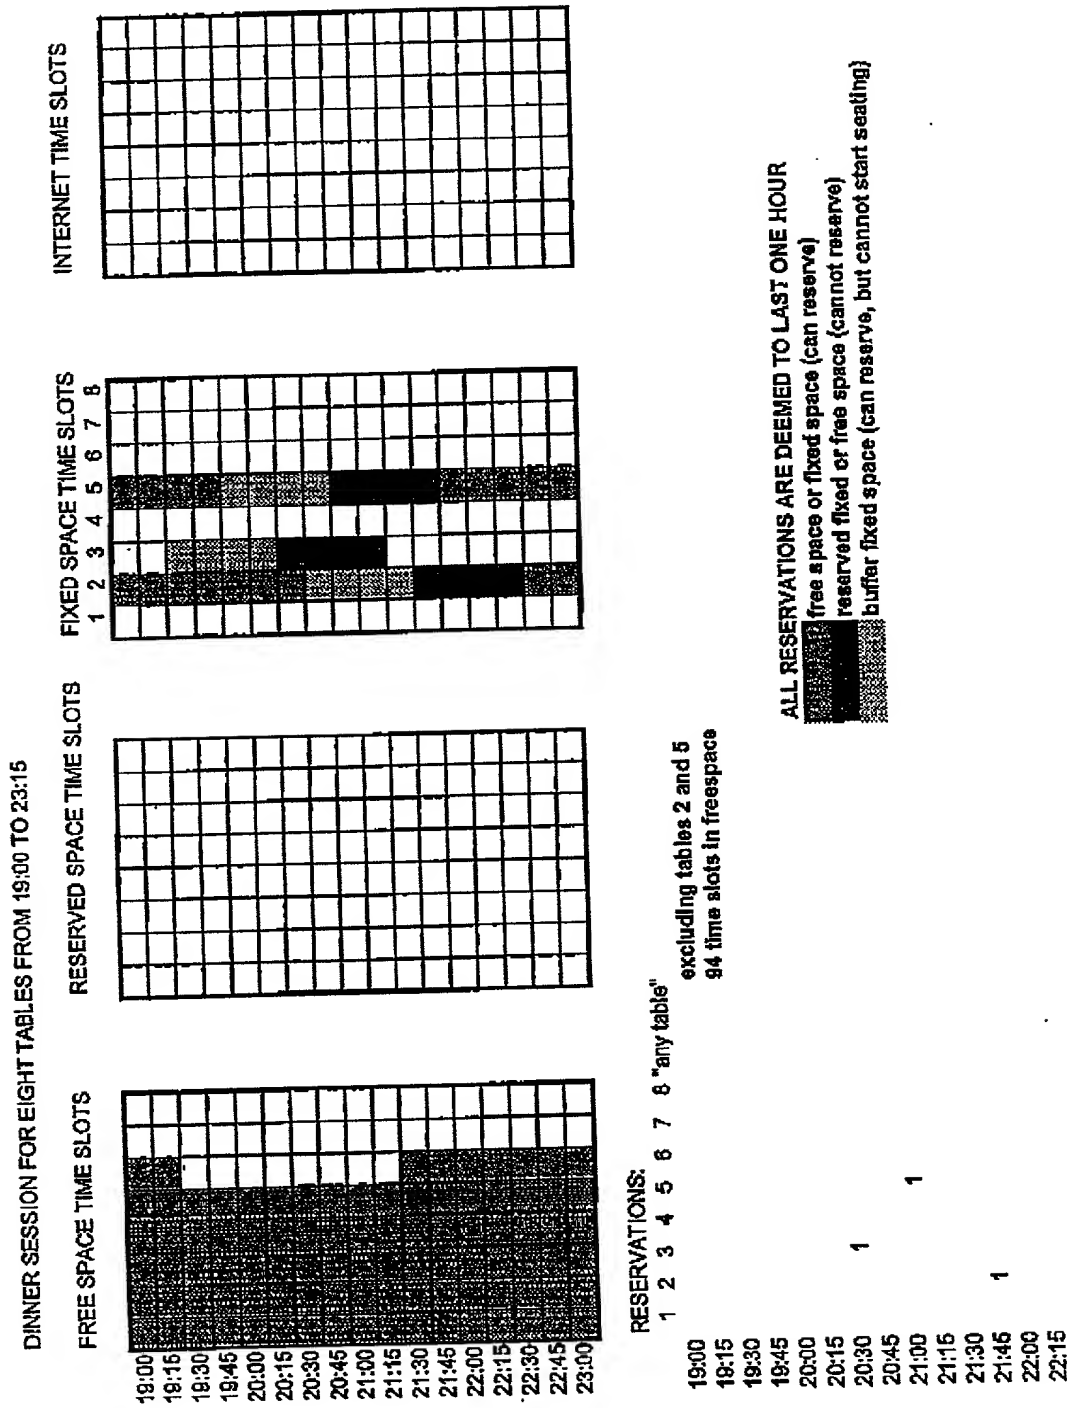 DINNER SESSION FOR EIGHT TABLES FROM 19:00 TO 23:15
FREE SPACE TIME SLOTS
RESERVED SPACE TIME SLOTS
FIXED SPACE TIME SLOTS
INTERNET TIME SLOTS
1 2 3 4 5 6 7 8
19:00
19:15
19:30
19:45
20:00
20:15
20:30
20:45
21:00
21:15
21:30
21:45
22:00
22:15
22:30
22:45
23:00
RESERVATIONS:
1 2 3 4 5 6 7 8 "any table"
excluding tables 2 and 5
94 time slots in freespace
19:00
19:15
19:30
19:45
20:00
20:15
20:30 1
20:45
21:00 1
21:15
21:30
21:45 1
22:00
22:15
ALL RESERVATIONS ARE DEEMED TO LAST ONE HOUR
free space or fixed space (can reserve)
reserved fixed or free space (cannot reserve)
buffer fixed space (can reserve, but cannot start seating)